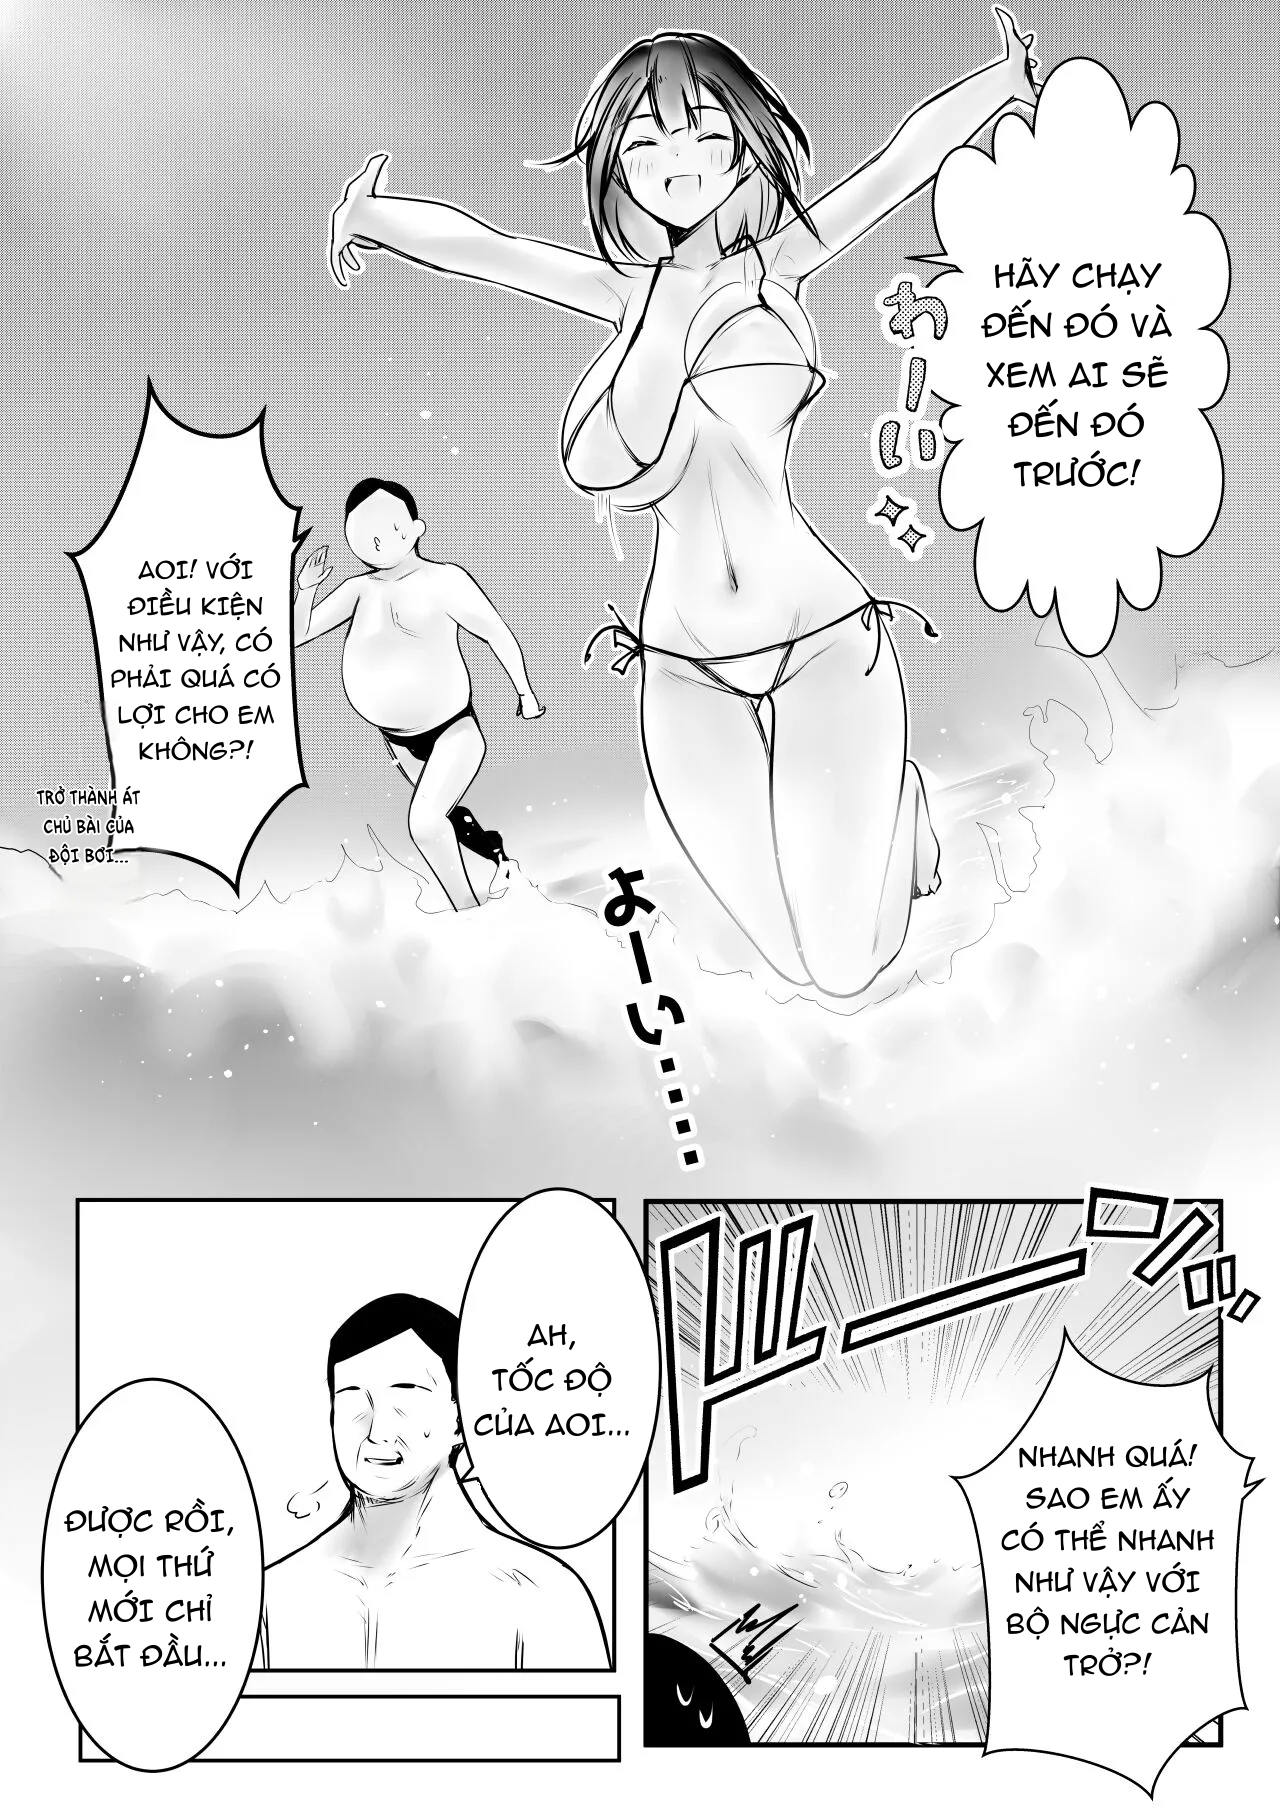 HÃY CHẠY
ĐẾN ĐÓ VÀ
XEM AI SẼ
ĐẾN ĐÓ
TRƯỚC!
わーい
AOI! VỚI
ĐIỀU KIỆN
NHƯ VẬY, CÓ
PHẢI QUÁ CÓ
LỢI CHO EM
KHÔNG?!
TRỞ THÀNH ÁT
CHỦ BÀI CỦA
ĐỘI BƠI...
よーい‥‥‥
ドーン
NHANH QUÁ!
SAO EM ẤY
CÓ THỂ NHANH
NHƯ VẬY VỚI
BỘ NGỰC CẢN
TRỞ?!
AH,
TỐC ĐỘ
CỦA AOI...
ĐƯỢC RỒI,
MỌI THỨ
MỚI CHỈ
BẮT ĐẦU...